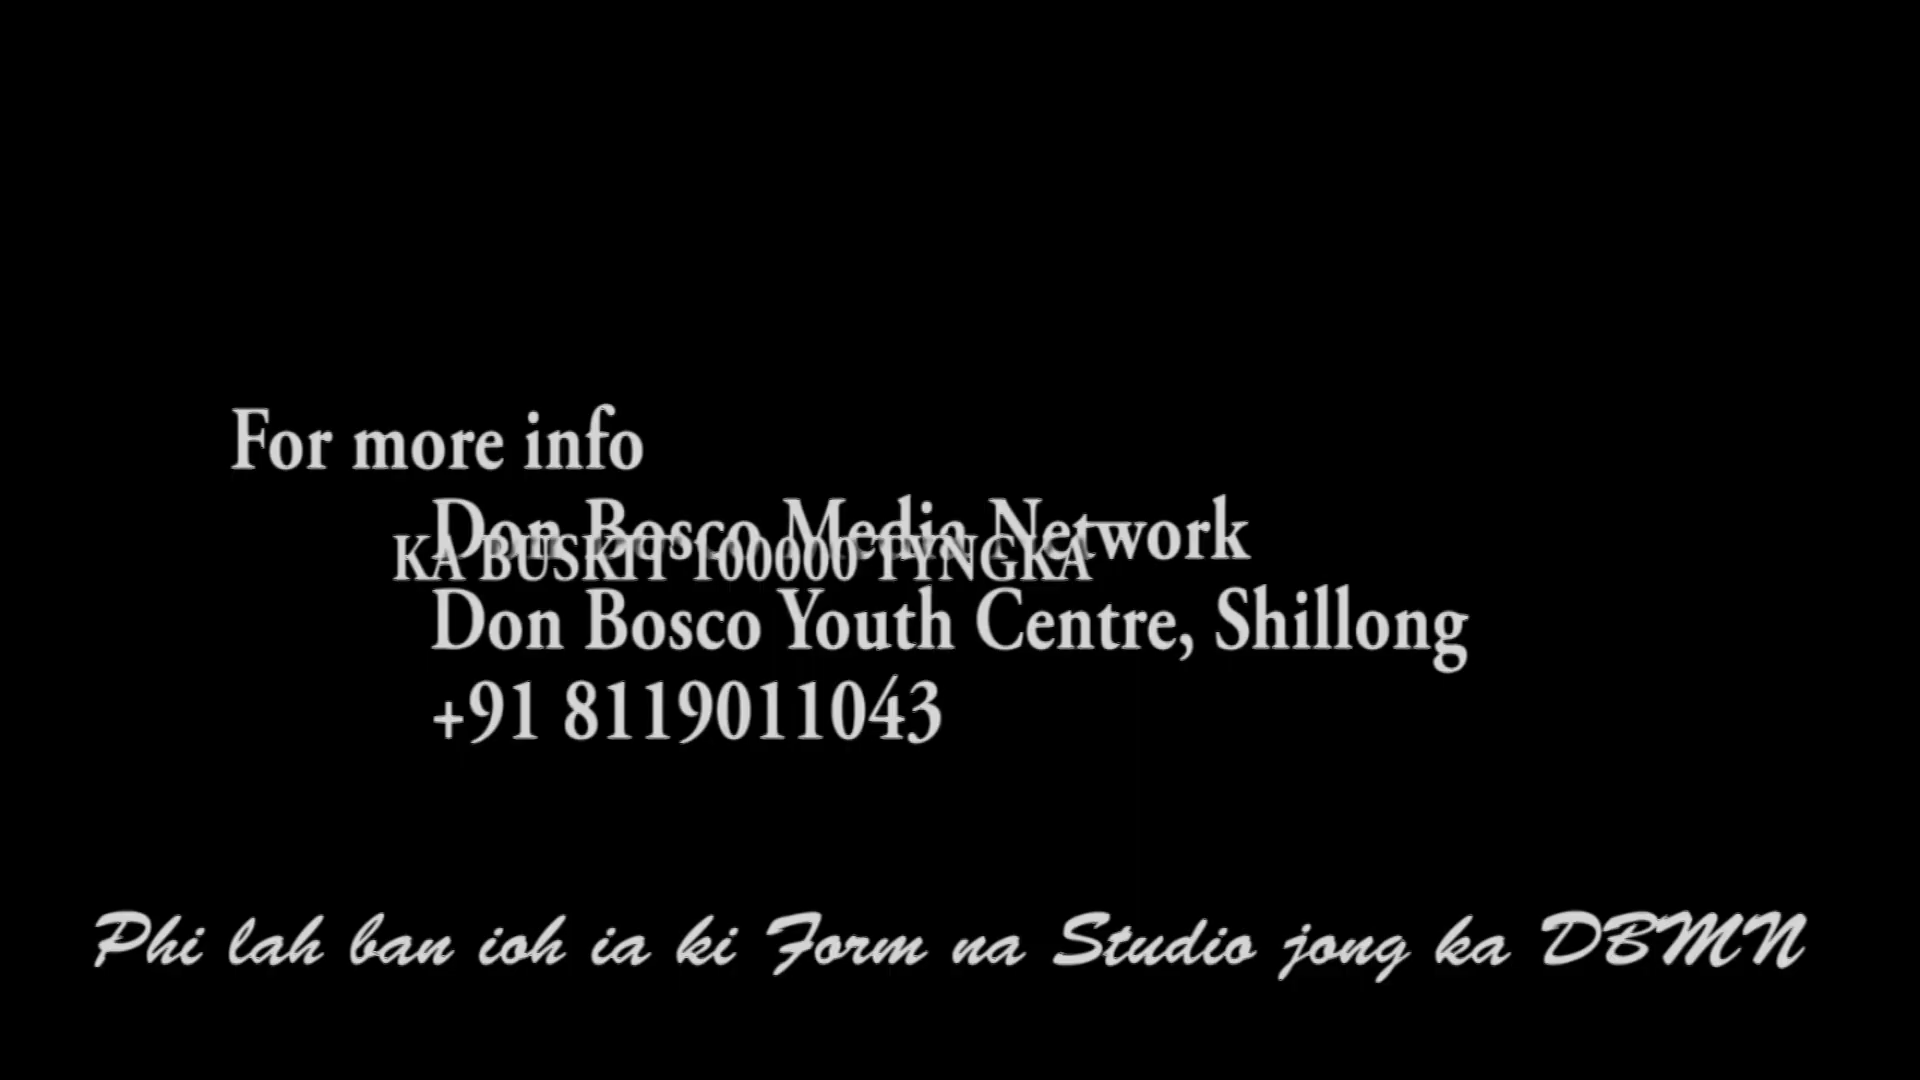 For more info
Don Bosco Media Network
KA BUSKIT 100000 TYNGKA
Don Bosco Youth Centre, Shillong
+91 8119011043
Phi lah ban ioh ia ki Form na Studio jong ka DBMN